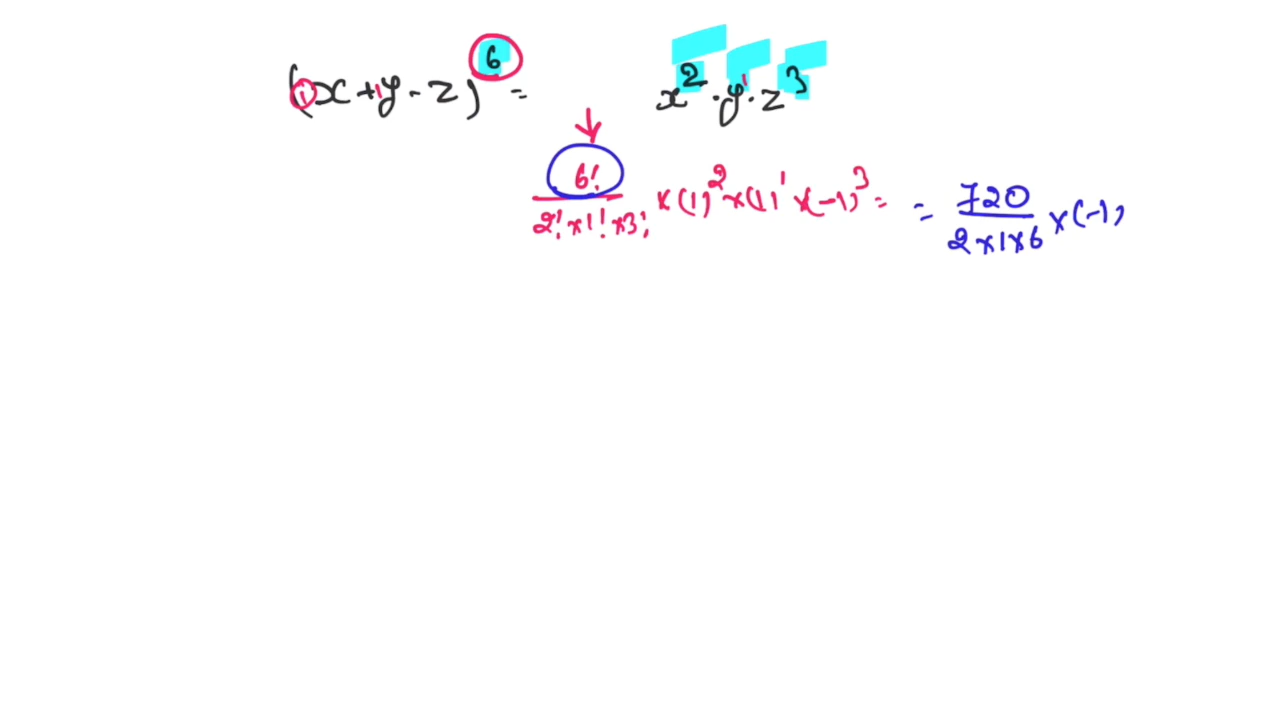 (1x + 1y - z)^6 = x^2 · y^1 · z^3
6! / 2! × 1! × 3! × (1)^2 × (1)^1 × (-1)^3 = = 720 / 2 × 1 × 6 × (-1)